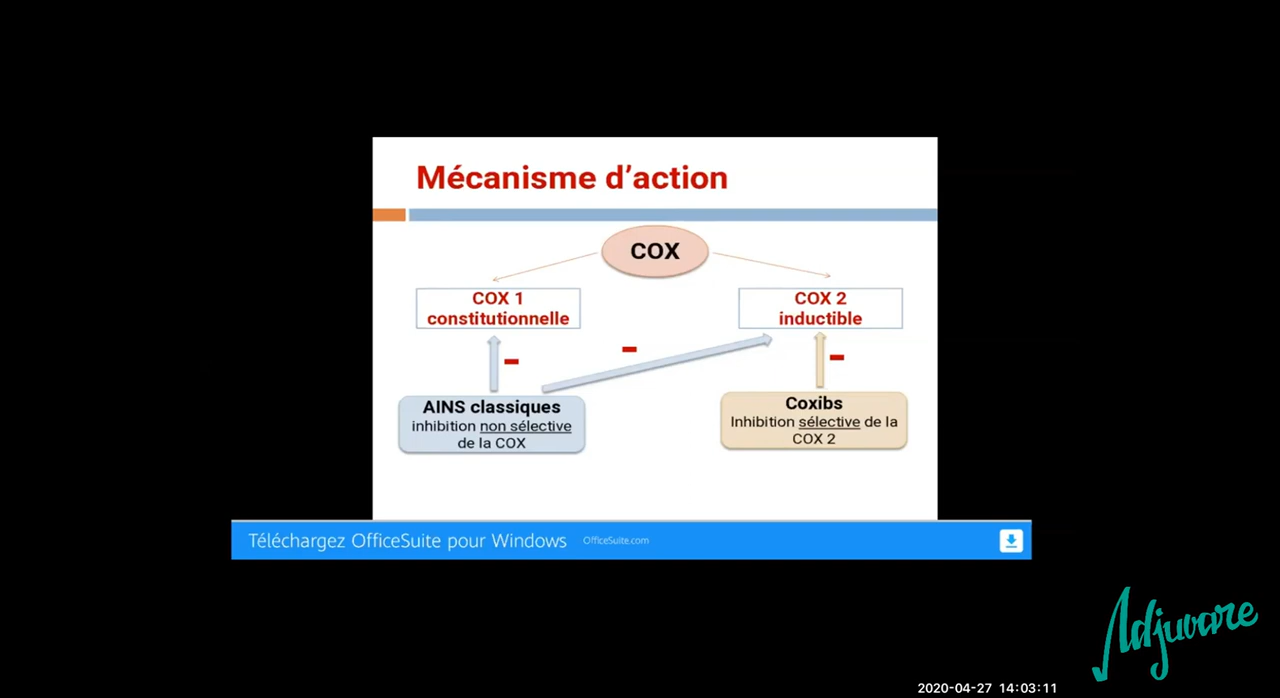 Mécanisme d’action
COX
COX 1
constitutionnelle
COX 2
inductible
-
-
-
AINS classiques
inhibition non sélective
de la COX
Coxibs
Inhibition sélective de la
COX 2
Téléchargez OfficeSuite pour Windows OfficeSuite.com
Adjuvare
2020-04-27 14:03:11